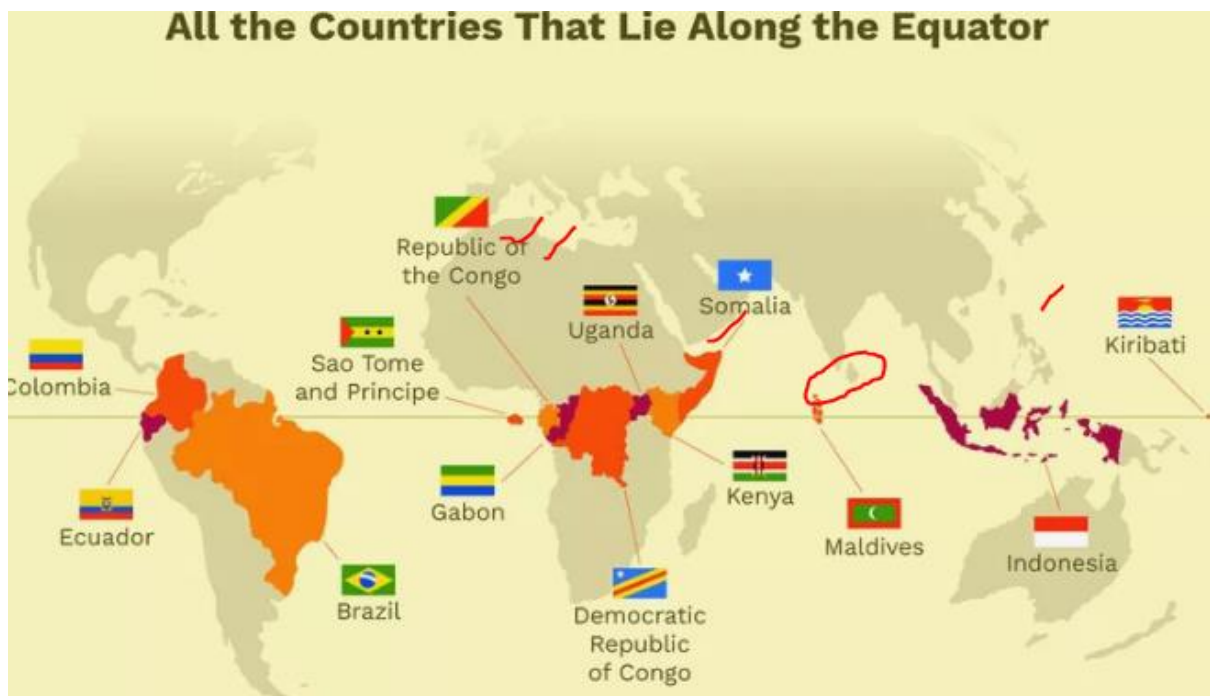 All the Countries That Lie Along the Equator
Republic of
the Congo
Somalia
Uganda
Kiribati
Colombia
Sao Tome
and Principe
Ecuador
Gabon
Kenya
Maldives
Indonesia
Brazil
Democratic
Republic
of Congo